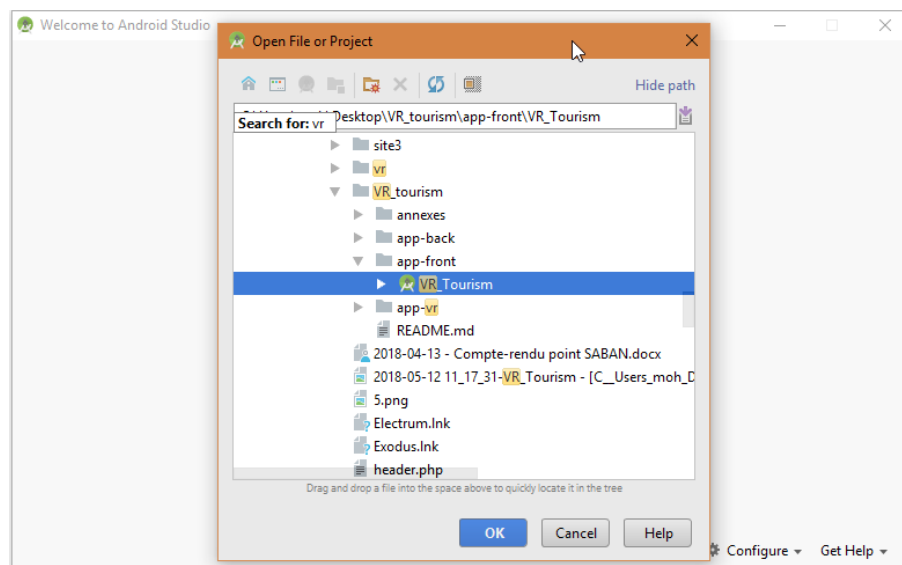 Welcome to Android Studio
Open File or Project
Hide path
Desktop\VR_tourism\app-front\VR_Tourism
Search for: vr
site3
vr
VR_tourism
annexes
app-back
app-front
VR_Tourism
app-vr
README.md
2018-04-13 - Compte-rendu point SABAN.docx
2018-05-12 11_17_31-VR_Tourism - [C__Users_moh_D
5.png
Electrum.lnk
Exodus.lnk
header.php
Drag and drop a file into the space above to quickly locate it in the tree
OK Cancel Help
Configure Get Help